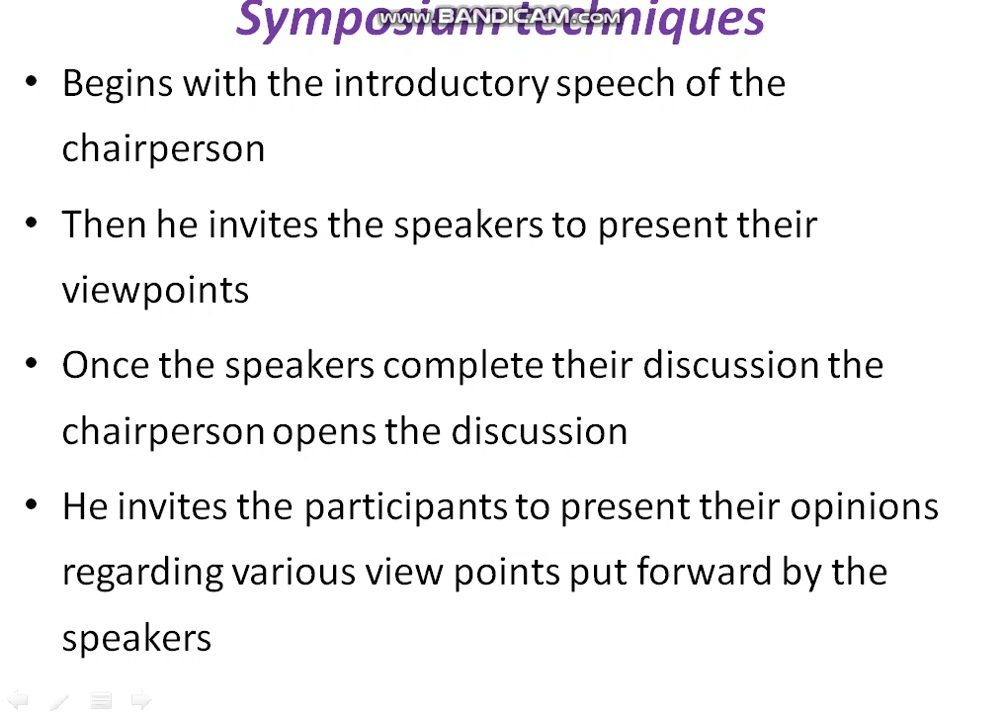 Symposium techniques
www.BANDICAM.com
• Begins with the introductory speech of the
chairperson
• Then he invites the speakers to present their
viewpoints
• Once the speakers complete their discussion the
chairperson opens the discussion
• He invites the participants to present their opinions
regarding various view points put forward by the
speakers